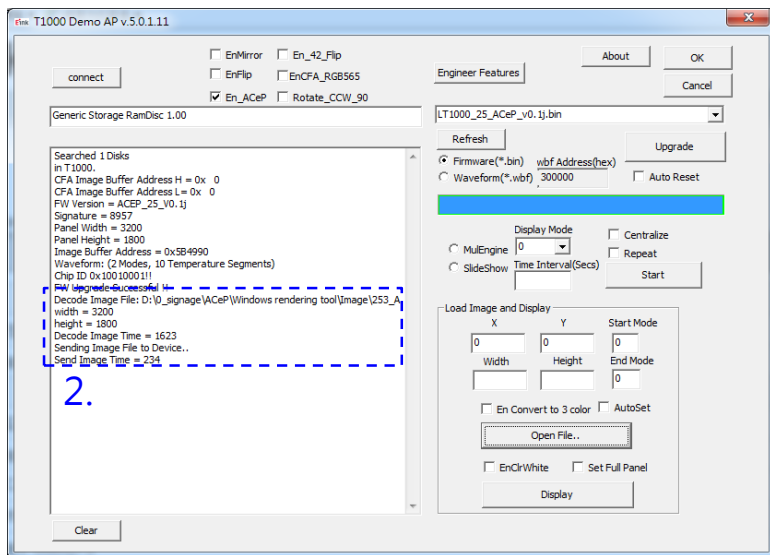 Eink T1000 Demo AP v.5.0.1.11
connect
EnMirror En_42_Flip
EnFlip EnCFA_RGB565
En_ACeP Rotate_CCW_90
Generic Storage RamDisc 1.00
Searched 1 Disks
in T1000.
CFA Image Buffer Address H = 0x 0
CFA Image Buffer Address L = 0x 0
FW Version = ACEP_25_V0.1j
Signature = 8957
Panel Width = 3200
Panel Height = 1800
Image Buffer Address = 0x5B4990
Waveform: (2 Modes, 10 Temperature Segments)
Chip ID 0x10010001!!
FW Upgrade Successful !!
Decode Image File: D:\0_signage\ACeP\Windows rendering tool\Image\253_A
width = 3200
height = 1800
Decode Image Time = 1623
Sending Image File to Device..
Send Image Time = 234
2.
Clear
Engineer Features
About
OK
Cancel
LT1000_25_ACeP_v0.1j.bin
Refresh
Upgrade
Firmware(*.bin) wbf Address(hex)
Waveform(*.wbf) 300000 Auto Reset
Display Mode
MulEngine 0 Centralize
Repeat
SlideShow Time Interval(Secs)
Start
Load Image and Display
X Y Start Mode
0 0 0
Width Height End Mode
0
En Convert to 3 color AutoSet
Open File..
EnClrWhite Set Full Panel
Display